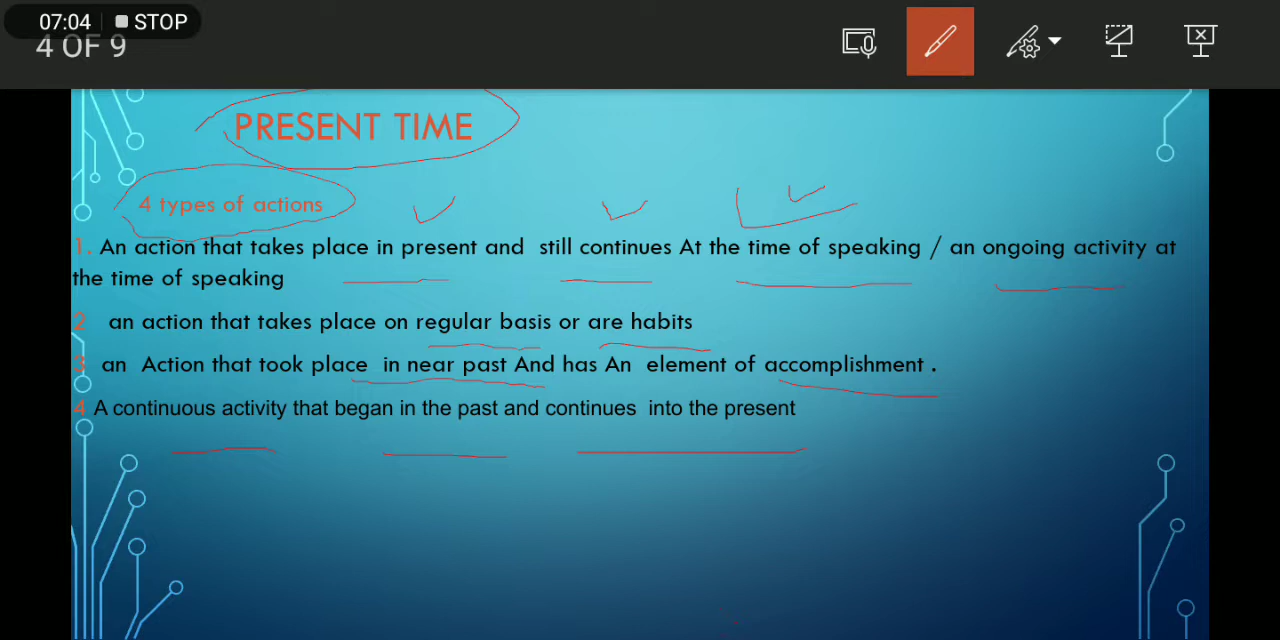 07:04 STOP
4 OF 9
PRESENT TIME
4 types of actions
1. An action that takes place in present and still continues At the time of speaking / an ongoing activity at
the time of speaking
2 an action that takes place on regular basis or are habits
3 an Action that took place in near past And has An element of accomplishment .
4 A continuous activity that began in the past and continues into the present